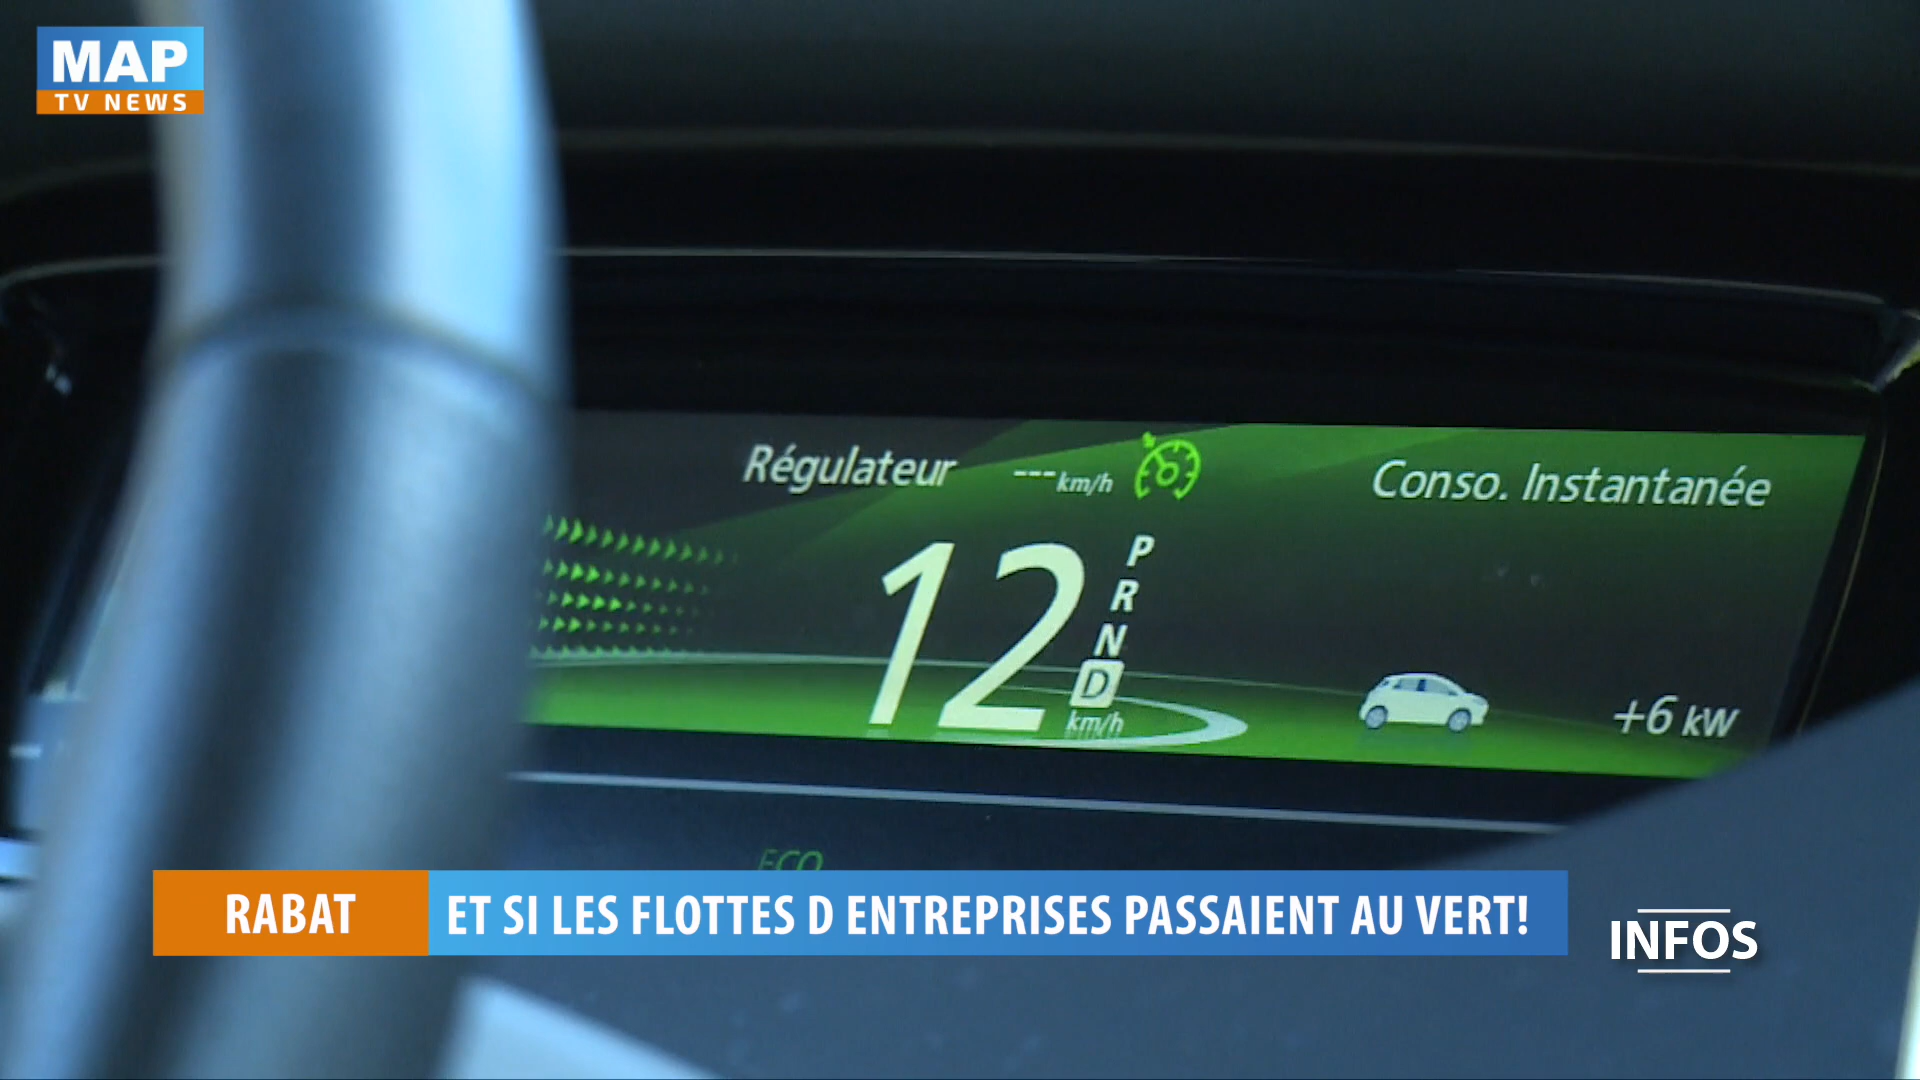 MAP
TV NEWS
Régulateur ---km/h
Conso. Instantanée
12
P
R
N
D
km/h
+6 kW
ECO
RABAT
ET SI LES FLOTTES D ENTREPRISES PASSAIENT AU VERT!
INFOS